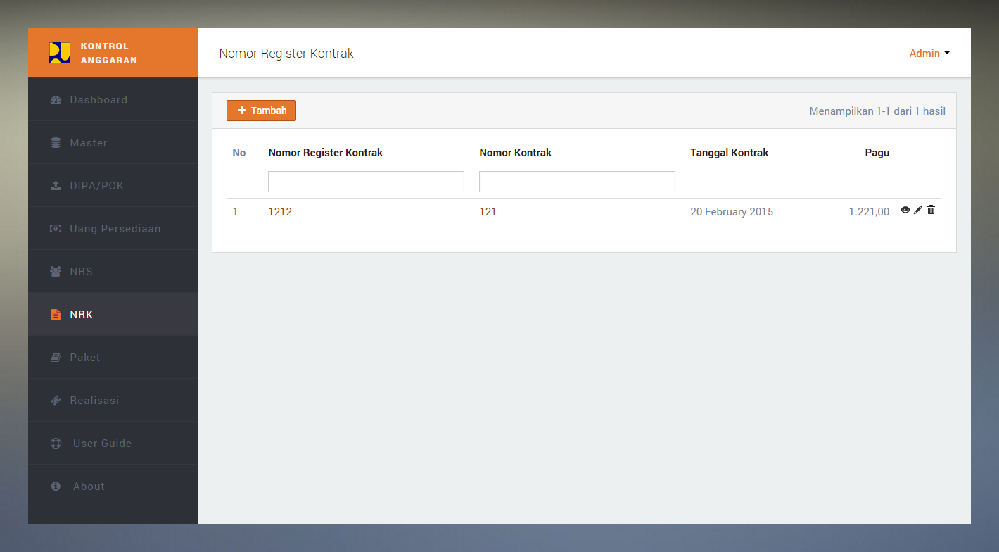 KONTROL
ANGGARAN
Nomor Register Kontrak
Admin
Dashboard
Master
DIPA/POK
Uang Persediaan
NRS
NRK
Paket
Realisasi
User Guide
About
Tambah
Menampilkan 1-1 dari 1 hasil
No Nomor Register Kontrak Nomor Kontrak Tanggal Kontrak Pagu
1 1212 121 20 February 2015 1.221,00